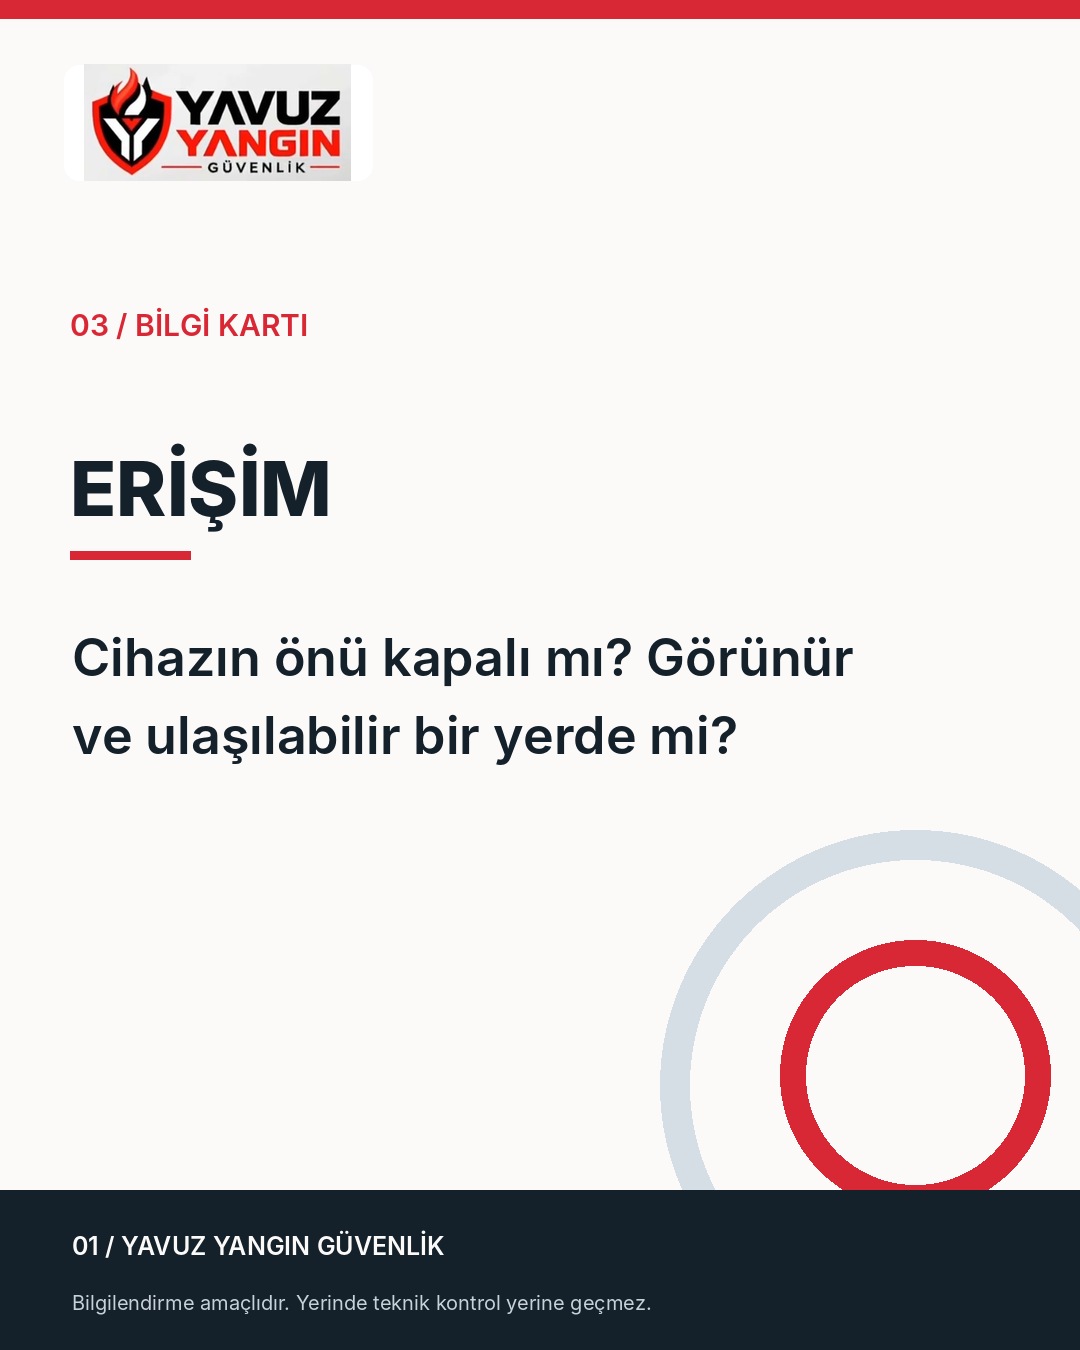 YAVUZ
YANGIN
GÜVENLİK
03 / BİLGİ KARTI
ERİŞİM
Cihazın önü kapalı mı? Görünür
ve ulaşılabilir bir yerde mi?
01 / YAVUZ YANGIN GÜVENLİK
Bilgilendirme amaçlıdır. Yerinde teknik kontrol yerine geçmez.